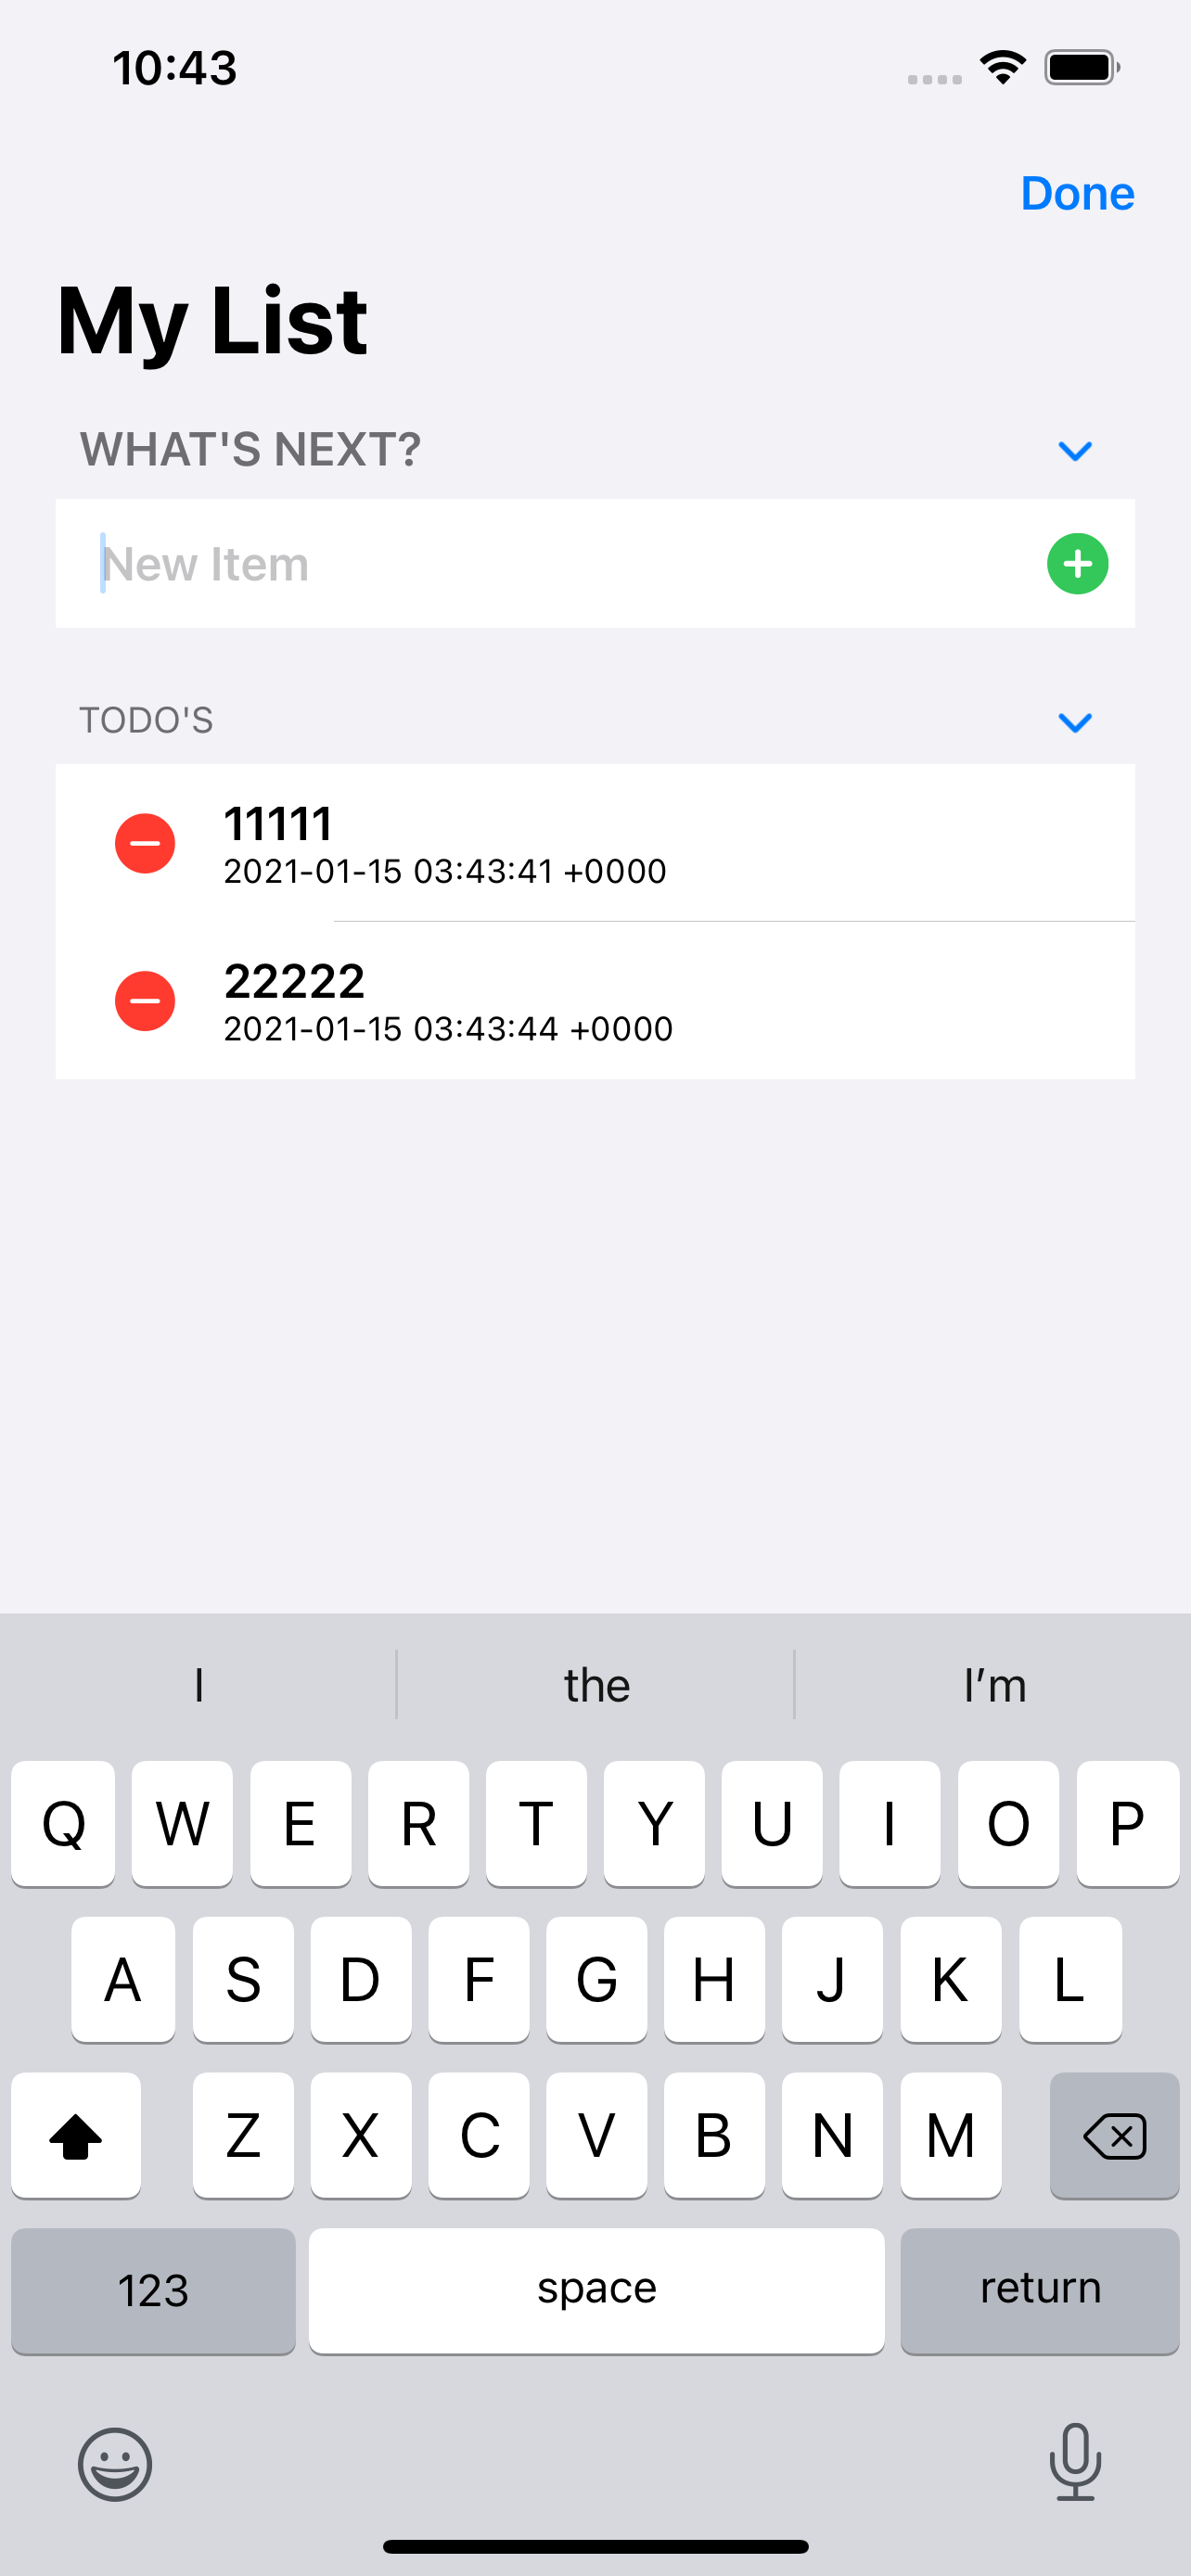 10:43
Done
My List
WHAT'S NEXT?
New Item
TODO'S
11111
2021-01-15 03:43:41 +0000
22222
2021-01-15 03:43:44 +0000
I the I’m
Q W E R T Y U I O P
A S D F G H J K L
Z X C V B N M
123 space return